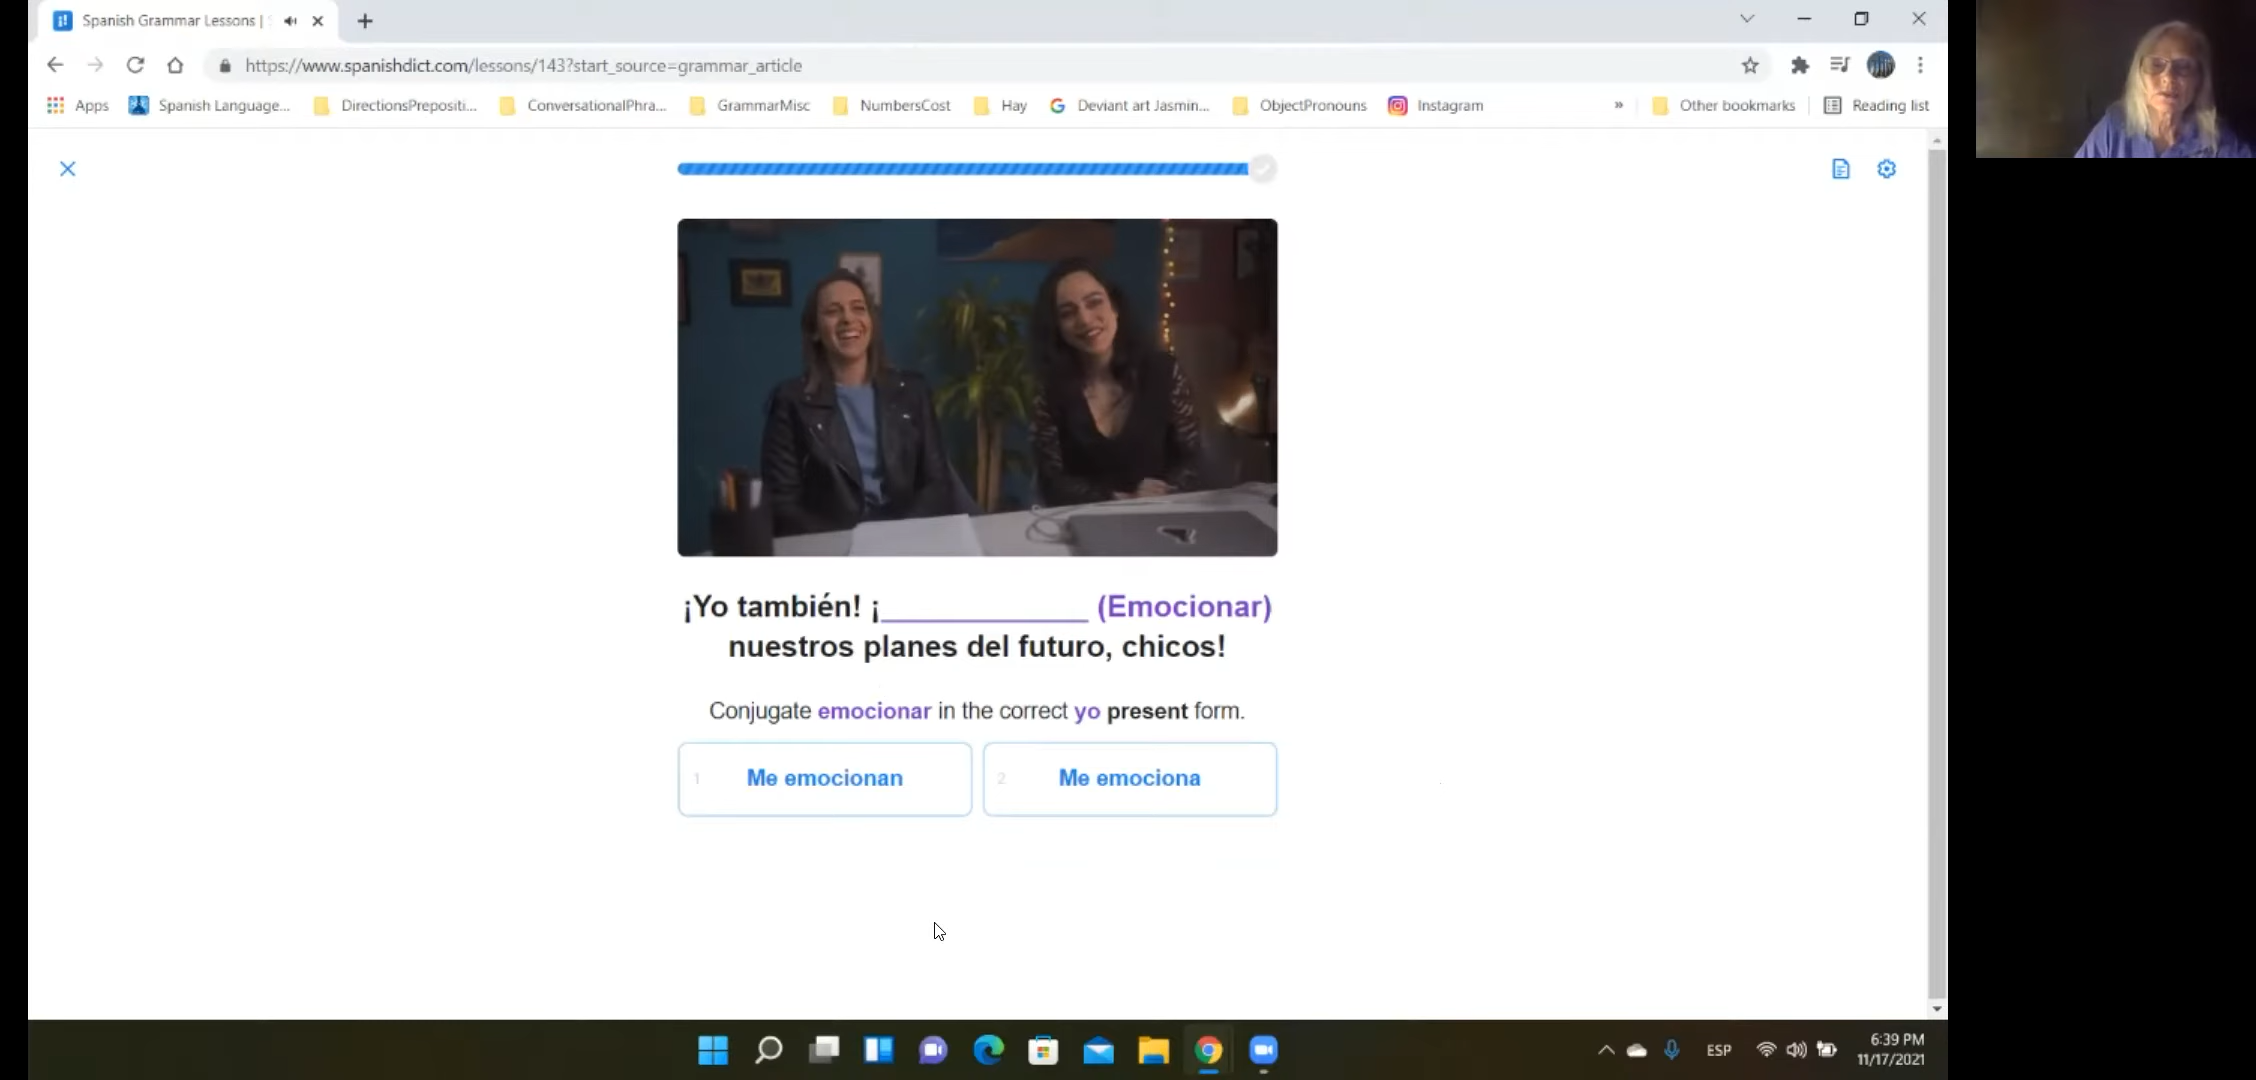 Spanish Grammar Lessons |
https://www.spanishdict.com/lessons/143?start_source=grammar_article
Apps Spanish Language... DirectionsPrepositi... ConversationalPhra... GrammarMisc NumbersCost Hay Deviant art Jasmin... ObjectPronouns Instagram » Other bookmarks Reading list
¡Yo también! ¡_____________ (Emocionar)
nuestros planes del futuro, chicos!
Conjugate emocionar in the correct yo present form.
1 Me emocionan 2 Me emociona
ESP
6:39 PM
11/17/2021